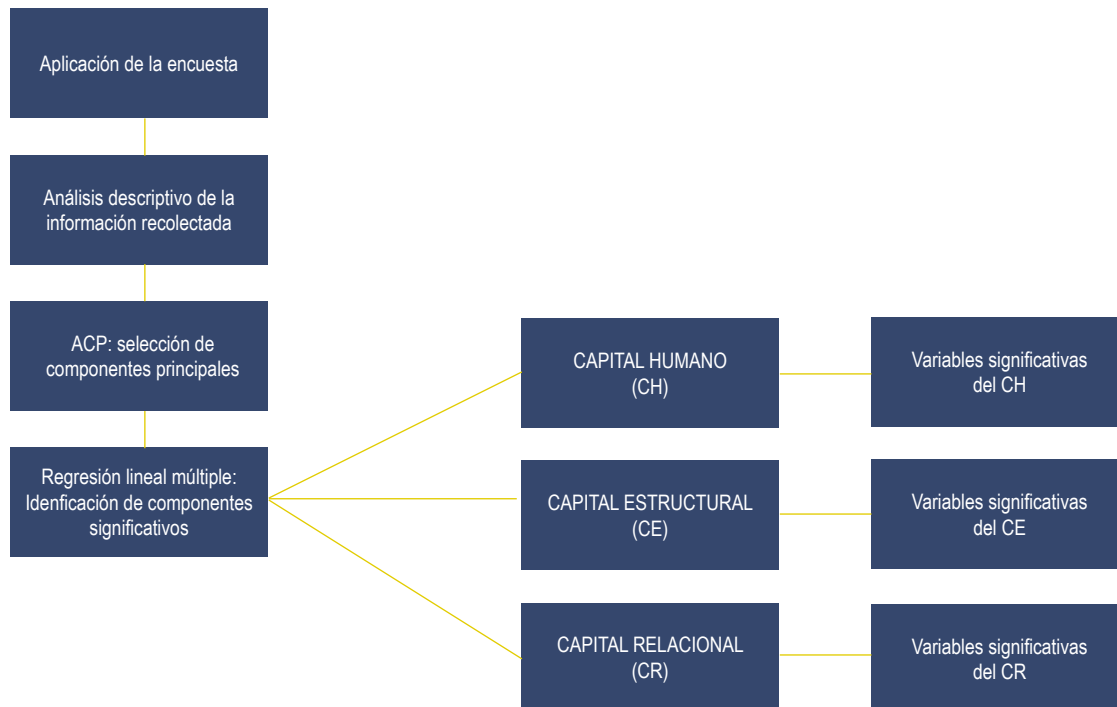 Aplicación de la encuesta
Análisis descriptivo de la
información recolectada
ACP: selección de
componentes principales
Regresión lineal múltiple:
Idenficación de componentes
significativos
CAPITAL HUMANO
(CH)
Variables significativas
del CH
CAPITAL ESTRUCTURAL
(CE)
Variables significativas
del CE
CAPITAL RELACIONAL
(CR)
Variables significativas
del CR